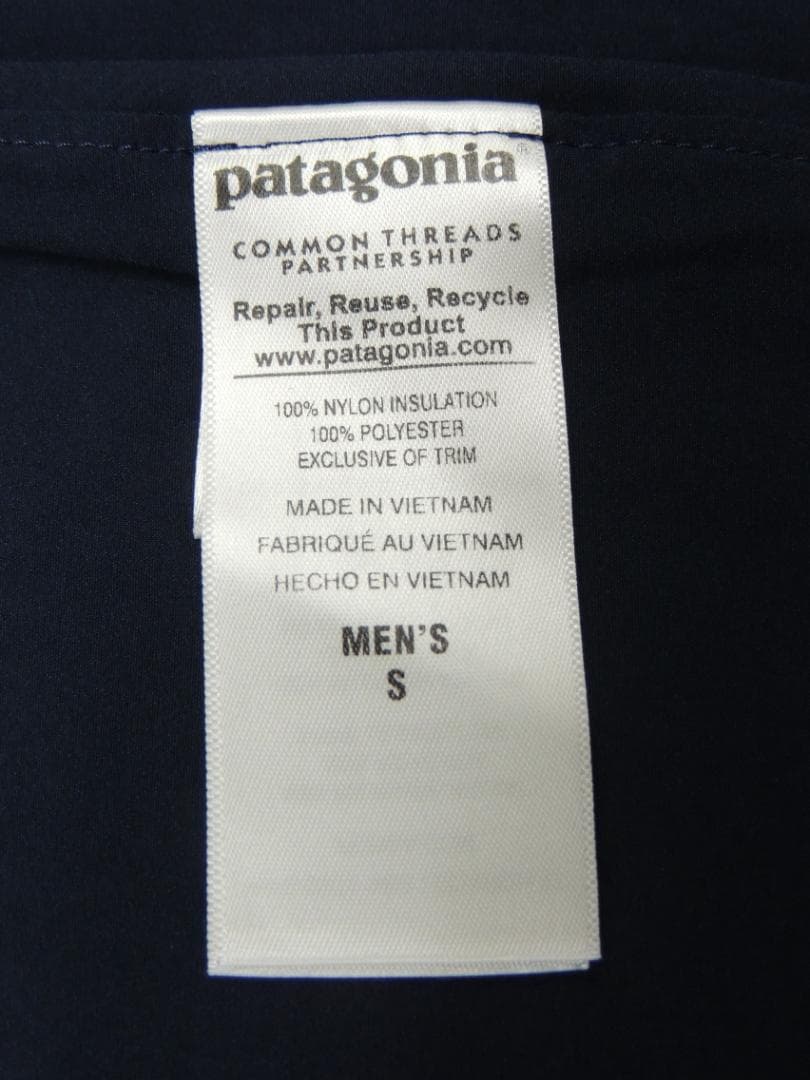 patagonia®
COMMON THREADS
PARTNERSHIP
Repair, Reuse, Recycle
This Product
www.patagonia.com
100% NYLON INSULATION
100% POLYESTER
EXCLUSIVE OF TRIM
MADE IN VIETNAM
FABRIQUÉ AU VIETNAM
HECHO EN VIETNAM
MEN'S
S